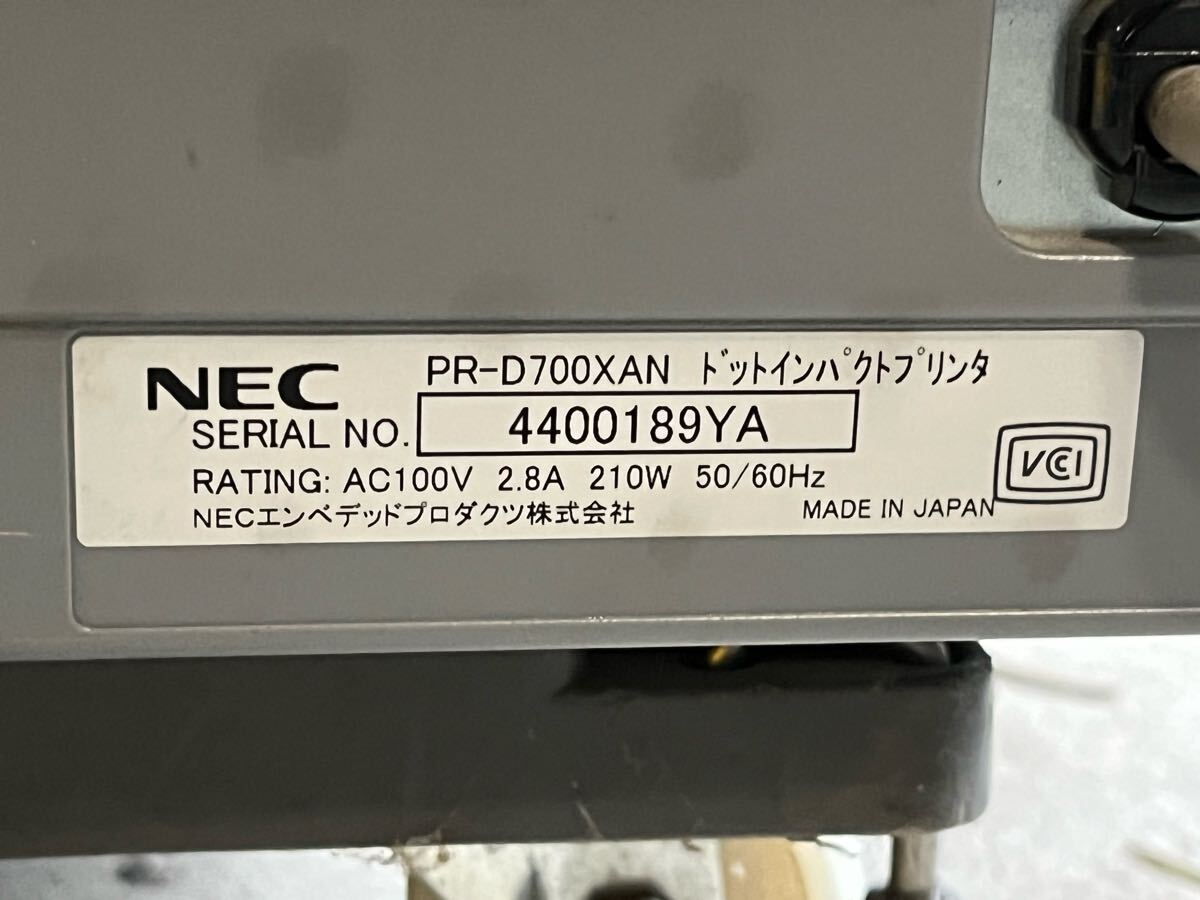 NEC
PR-D700XAN ﾄﾞｯﾄｲﾝﾊﾟｸﾄﾌﾟﾘﾝﾀ
SERIAL NO. 4400189YA
RATING: AC100V 2.8A 210W 50/60Hz
VCCI
NECエンベデッドプロダクツ株式会社 MADE IN JAPAN